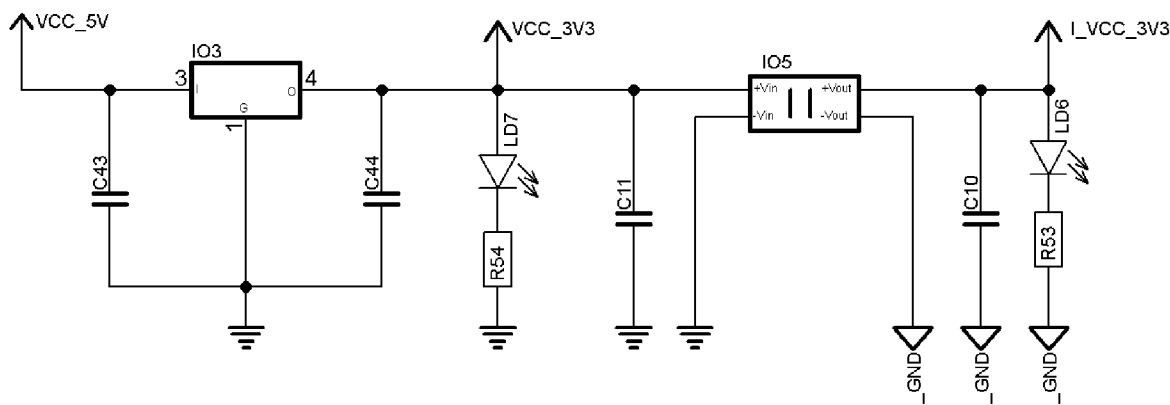 VCC_5V
VCC_3V3
I_VCC_3V3
IO3
3
I
O
4
G
1
C43
C44
LD7
R54
C11
IO5
+Vin
+Vout
-Vin
-Vout
C10
LD6
R53
I_GND
I_GND
I_GND